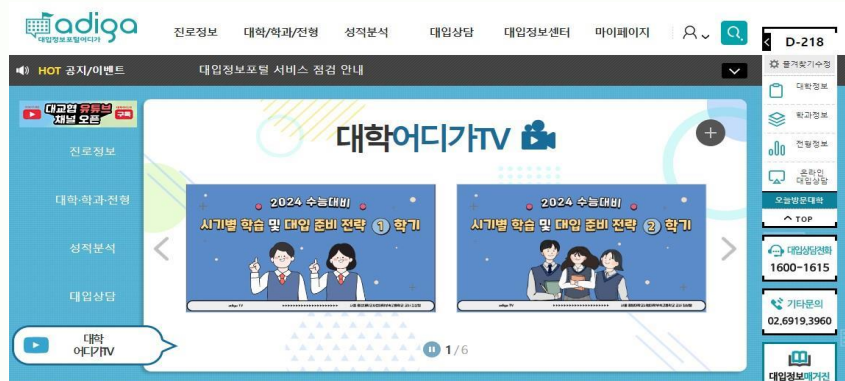 adiga
대입정보포털어디가
진로정보 대학/학과/전형 성적분석 대입상담 대입정보센터 마이페이지
HOT 공지/이벤트 대입정보포털 서비스 점검 안내
대교협 유튜브
채널 오픈
구독
진로정보
대학·학과·전형
성적분석
대입상담
대학
어디가TV
대학어디가TV
2024 수능대비
시기별 학습 및 대입 준비 전략 ① 학기
adiga TV
2024 수능대비
시기별 학습 및 대입 준비 전략 ② 학기
adiga TV
1/6
D-218
즐겨찾기수정
대학정보
학과정보
전형정보
온라인
대입상담
오늘방문대학
TOP
대입상담전화
1600-1615
기타문의
02.6919.3960
대입정보매거진